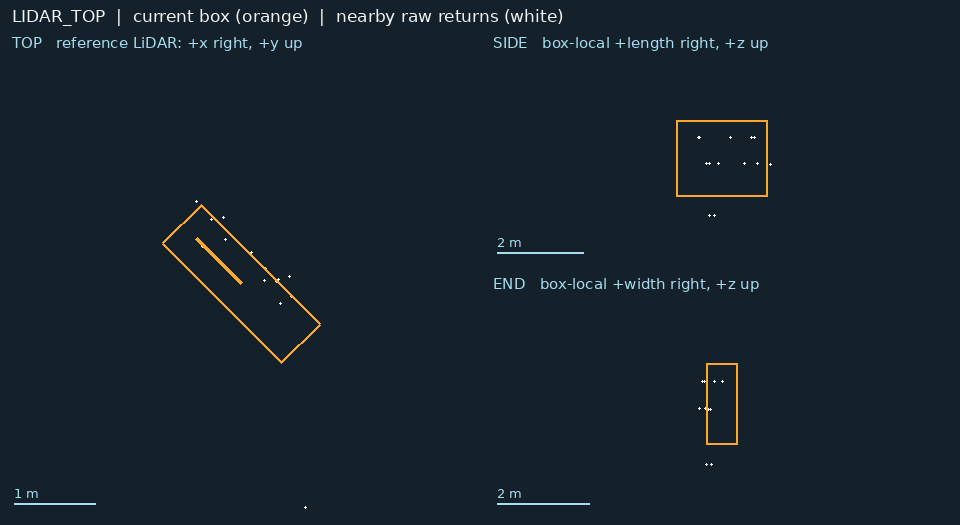 LIDAR_TOP | current box (orange) | nearby raw returns (white)
TOP reference LiDAR: +x right, +y up
SIDE box-local +length right, +z up
2 m
END box-local +width right, +z up
1 m
2 m